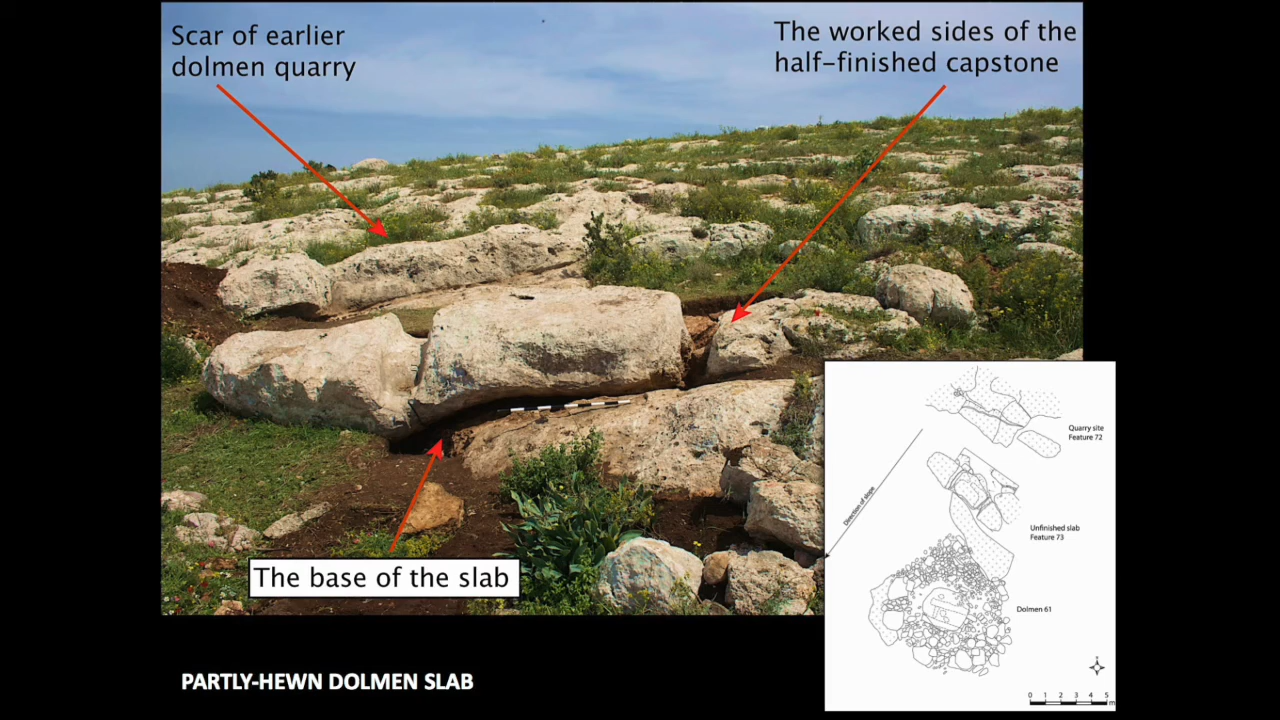 Scar of earlier
dolmen quarry
The worked sides of the
half-finished capstone
The base of the slab
Quarry site
Feature 72
Direction of slope
Unfinished slab
Feature 73
Dolmen 61
0 1 2 3 4 5
m
PARTLY-HEWN DOLMEN SLAB